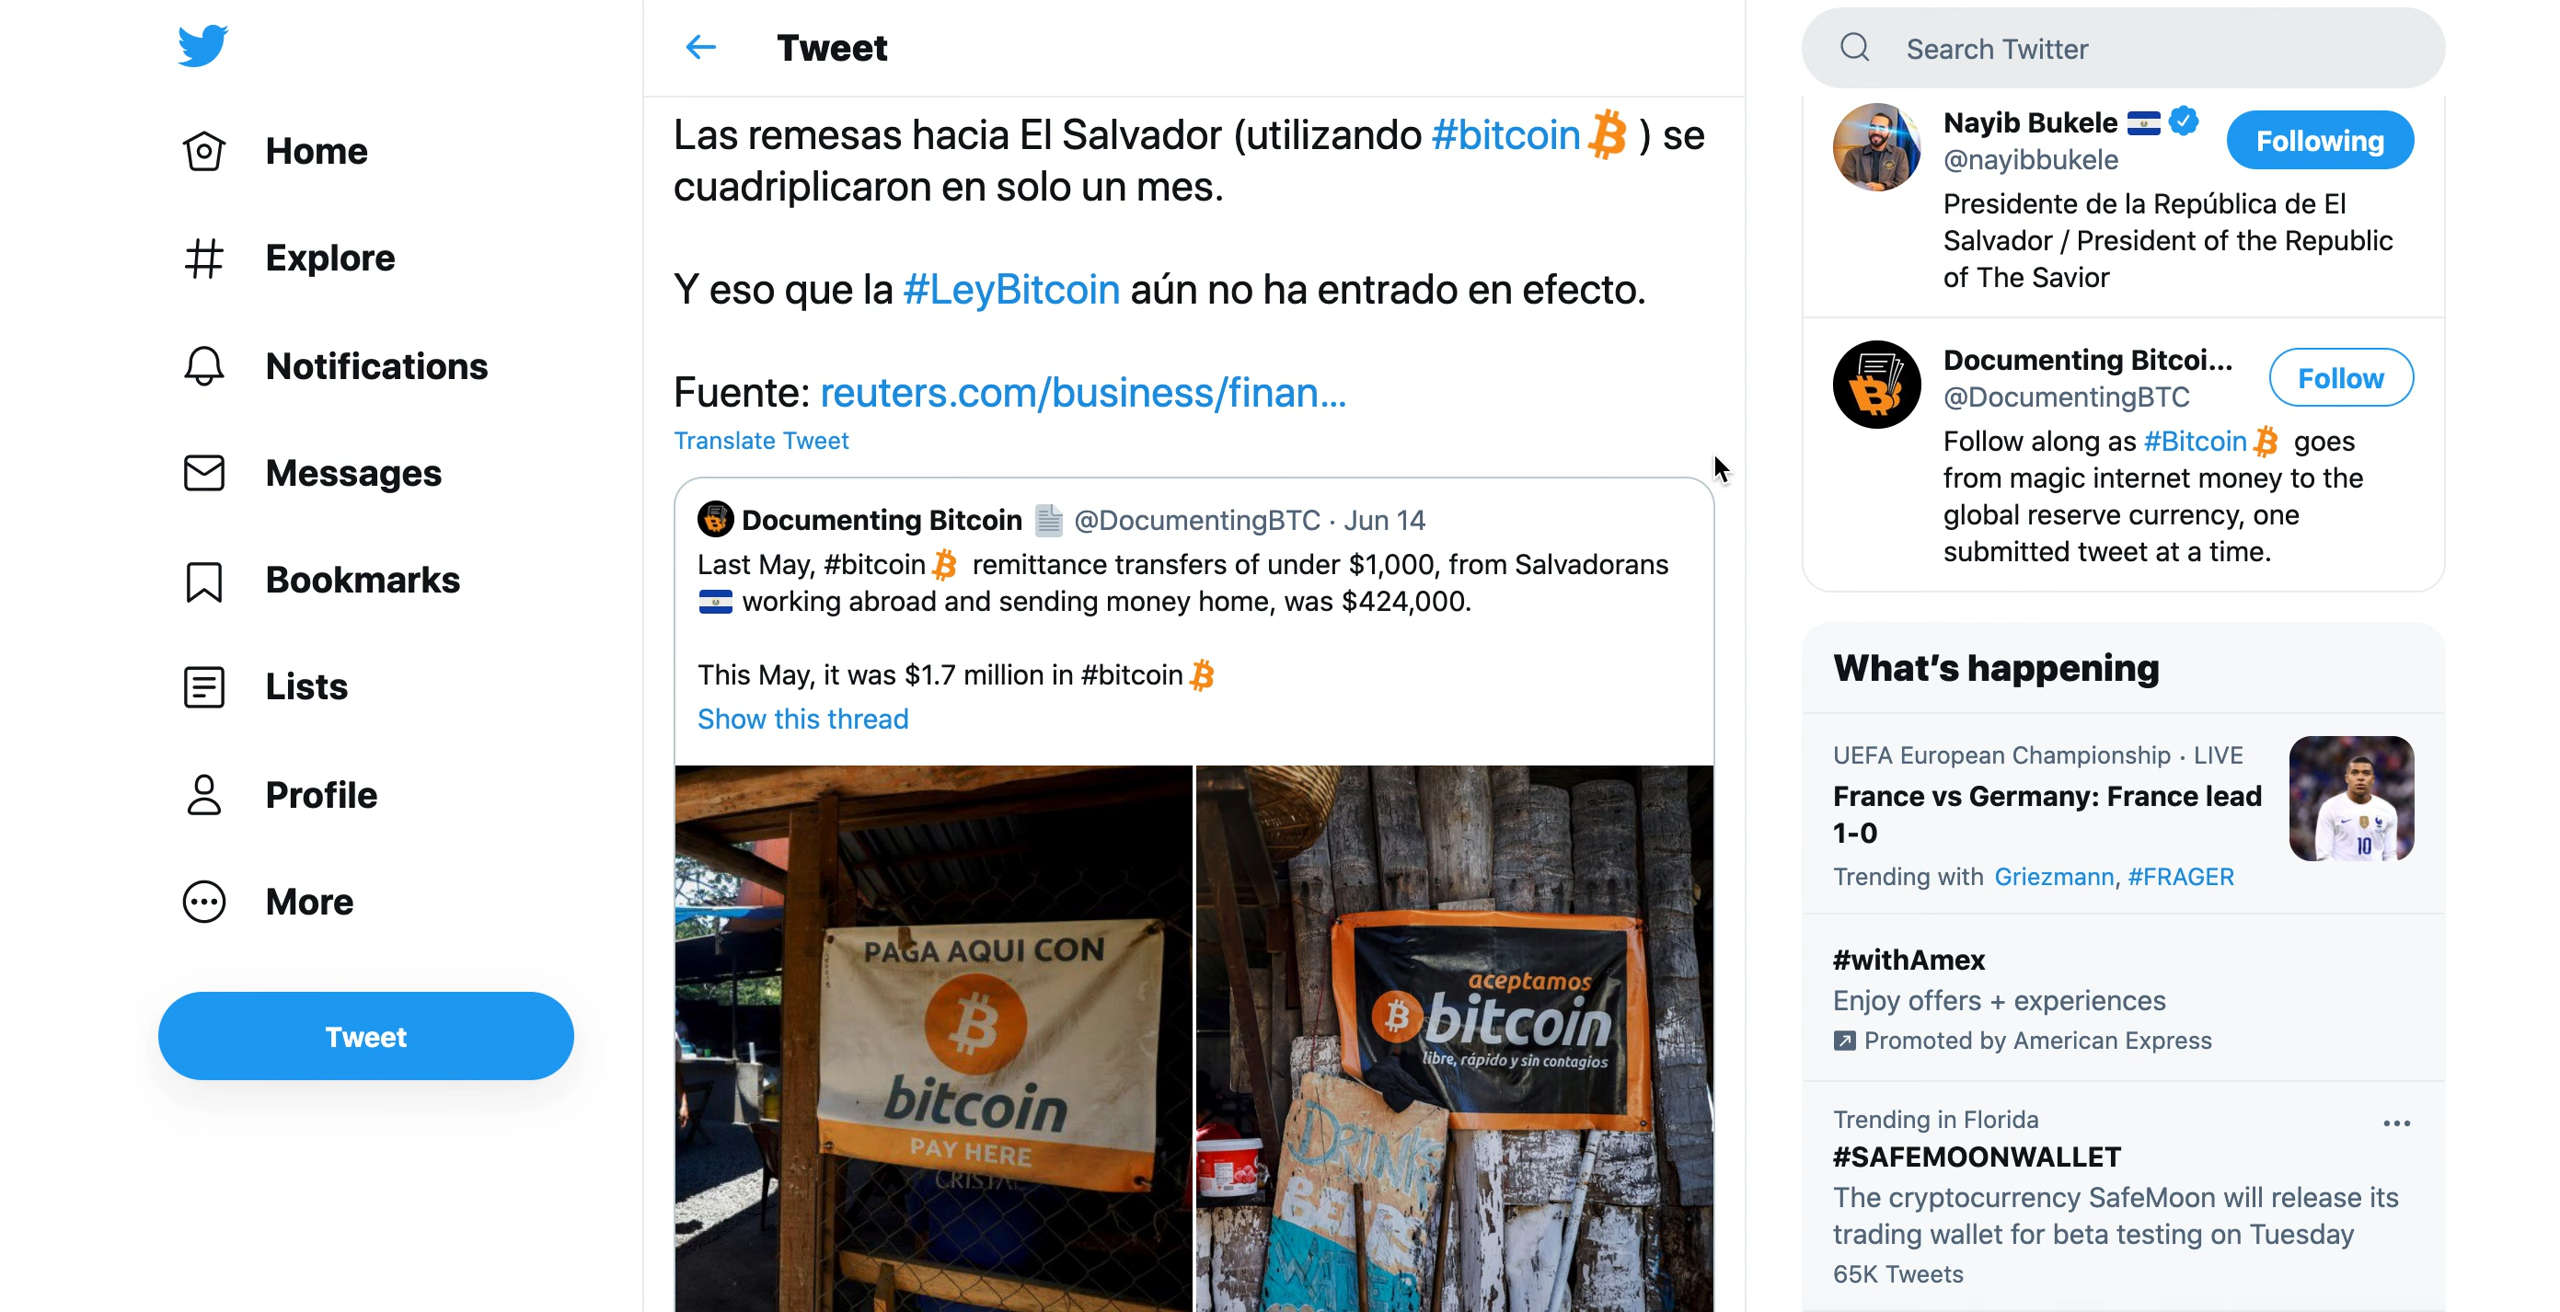 Home
Explore
Notifications
Messages
Bookmarks
Lists
Profile
More
Tweet
Tweet
Las remesas hacia El Salvador (utilizando #bitcoin ) se
cuadriplicaron en solo un mes.
Y eso que la #LeyBitcoin aún no ha entrado en efecto.
Fuente: reuters.com/business/finan...
Translate Tweet
Documenting Bitcoin @DocumentingBTC · Jun 14
Last May, #bitcoin remittance transfers of under $1,000, from Salvadorans
working abroad and sending money home, was $424,000.
This May, it was $1.7 million in #bitcoin
Show this thread
PAGA AQUI CON
bitcoin
PAY HERE
CRISTAL
aceptamos
bitcoin
libre, rápido y sin contagios
DRINK
Search Twitter
Nayib Bukele
@nayibbukele
Following
Presidente de la República de El
Salvador / President of the Republic
of The Savior
Documenting Bitcoi...
@DocumentingBTC
Follow
Follow along as #Bitcoin goes
from magic internet money to the
global reserve currency, one
submitted tweet at a time.
What's happening
UEFA European Championship · LIVE
France vs Germany: France lead
1-0
Trending with Griezmann, #FRAGER
10
#withAmex
Enjoy offers + experiences
Promoted by American Express
Trending in Florida
#SAFEMOONWALLET
The cryptocurrency SafeMoon will release its
trading wallet for beta testing on Tuesday
65K Tweets